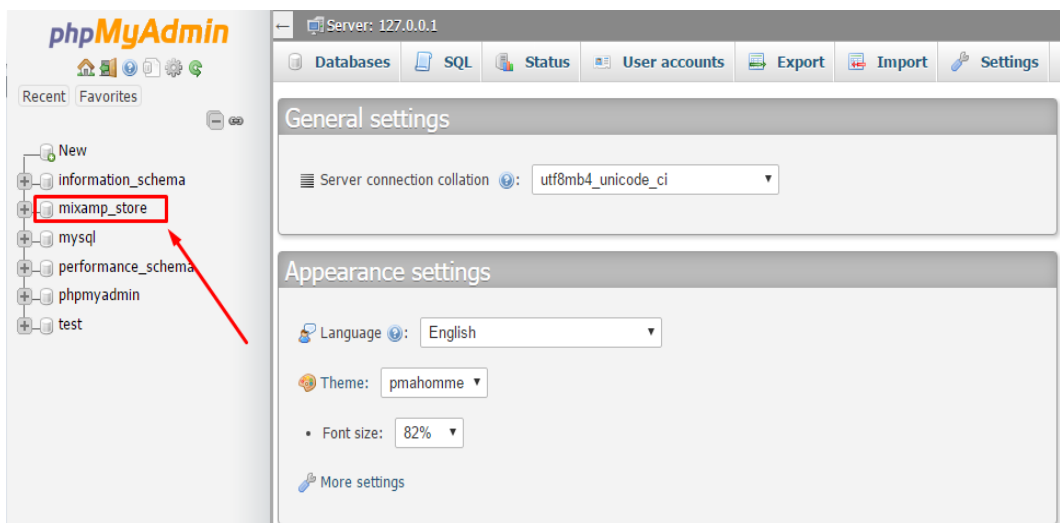 phpMyAdmin
Recent Favorites
New
information_schema
mixamp_store
mysql
performance_schema
phpmyadmin
test
Server: 127.0.0.1
Databases SQL Status User accounts Export Import Settings
General settings
Server connection collation : utf8mb4_unicode_ci
Appearance settings
Language : English
Theme: pmahomme
• Font size: 82%
More settings